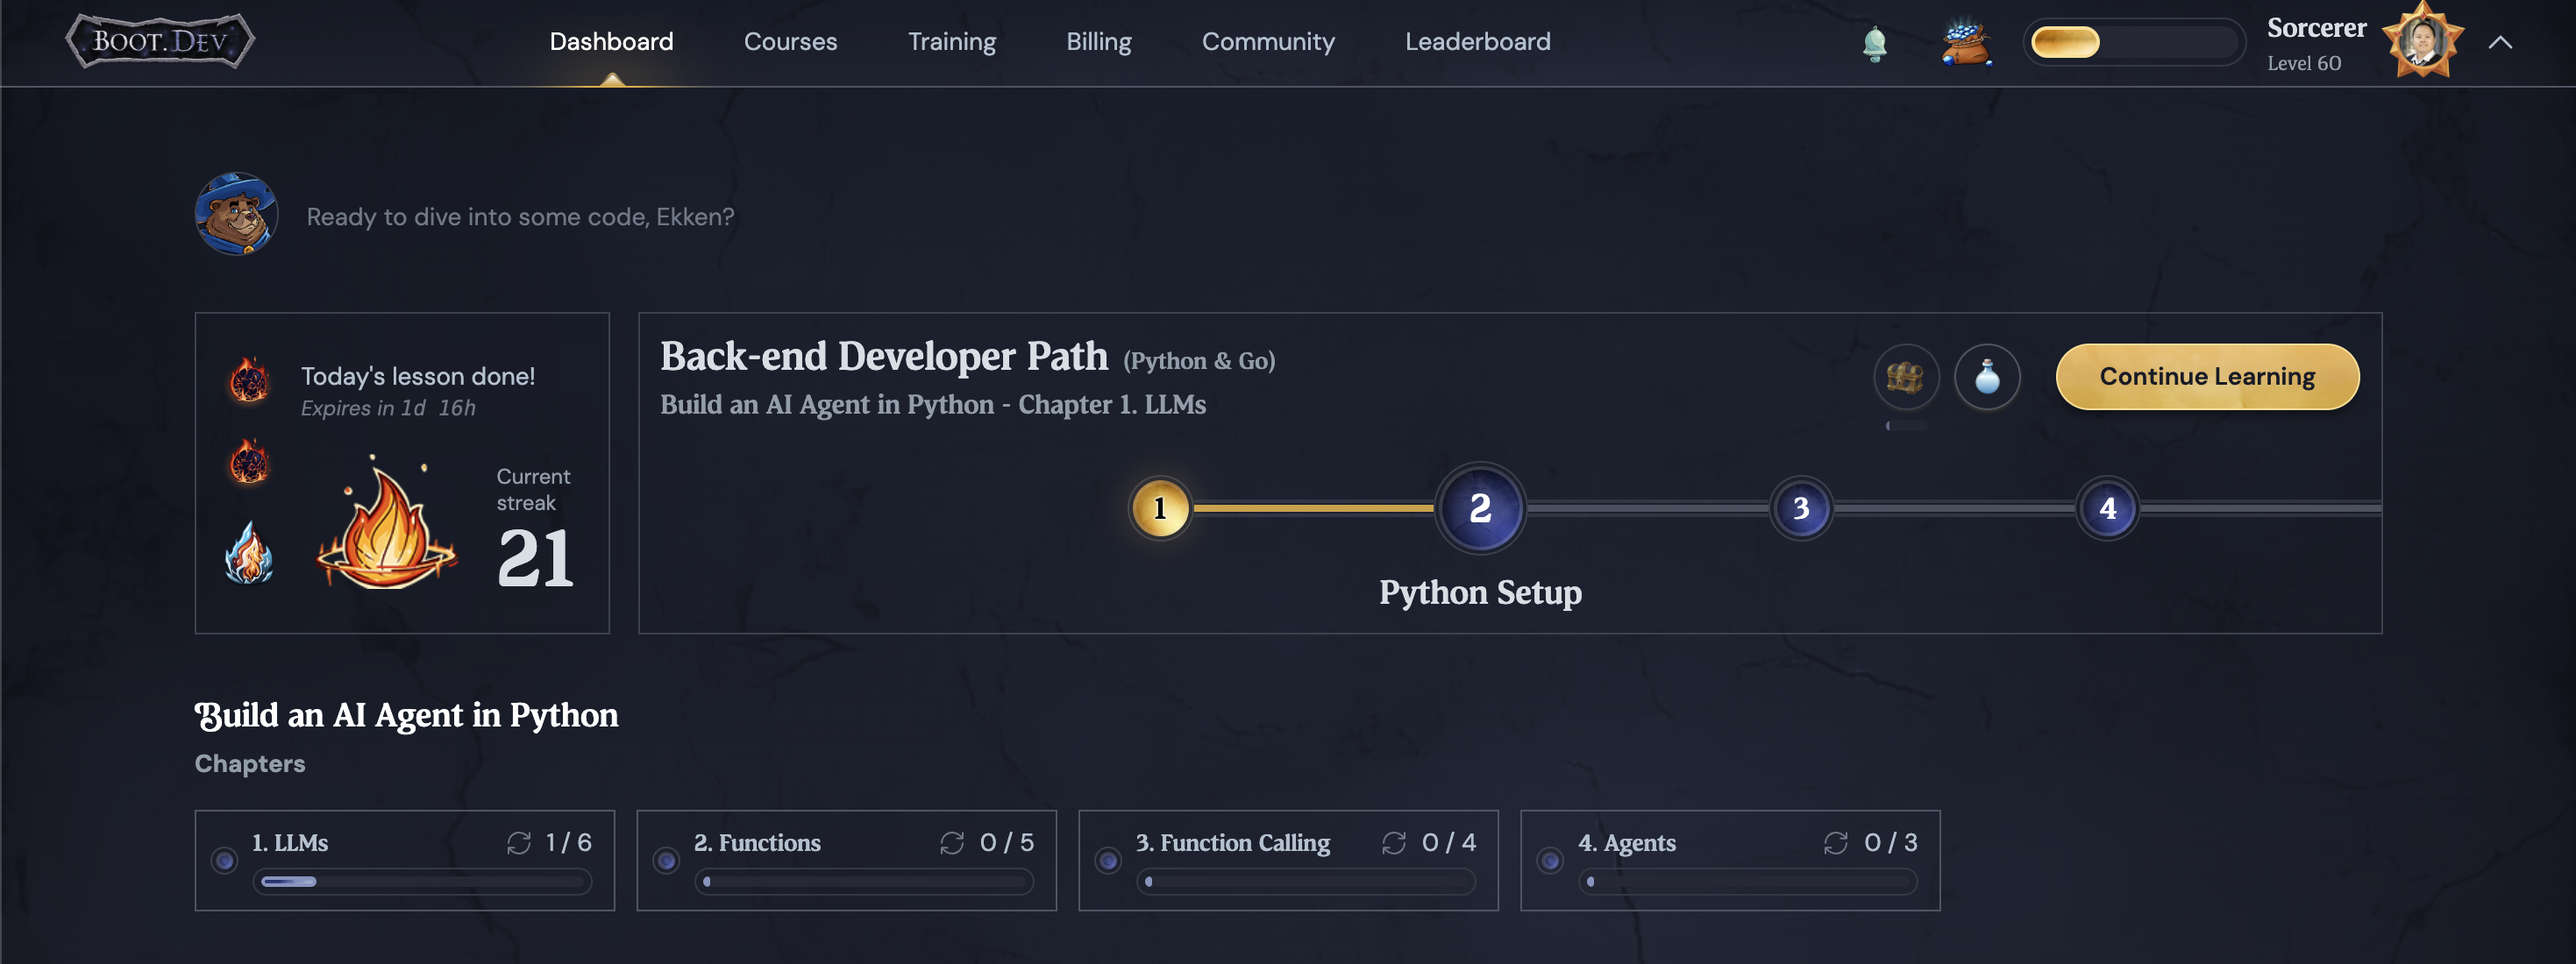 BOOT.DEV
Dashboard
Courses
Training
Billing
Community
Leaderboard
Sorcerer
Level 60
Ready to dive into some code, Ekken?
Today's lesson done!
Expires in 1d 16h
Current
streak
21
Back-end Developer Path (Python & Go)
Build an AI Agent in Python - Chapter 1. LLMs
Continue Learning
1
2
3
4
Python Setup
Build an AI Agent in Python
Chapters
1. LLMs 1 / 6
2. Functions 0 / 5
3. Function Calling 0 / 4
4. Agents 0 / 3